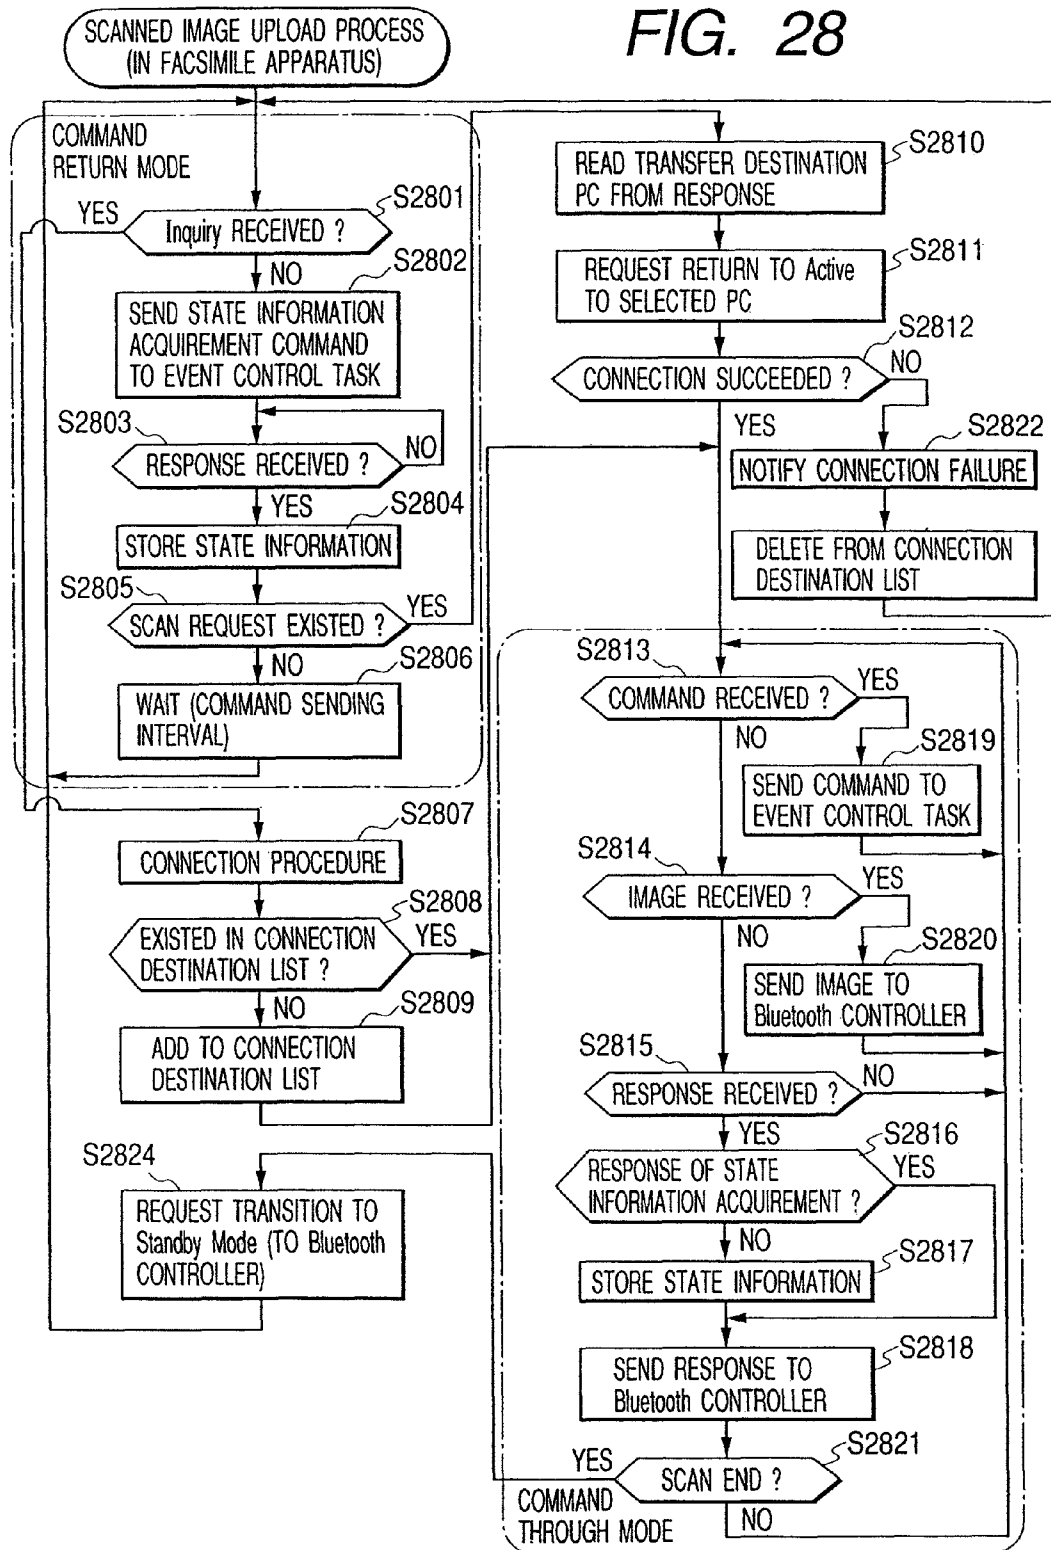 FIG. 28
SCANNED IMAGE UPLOAD PROCESS
(IN FACSIMILE APPARATUS)
COMMAND
RETURN MODE
S2801
YES
Inquiry RECEIVED ?
NO
S2802
SEND STATE INFORMATION
ACQUIREMENT COMMAND
TO EVENT CONTROL TASK
S2803
RESPONSE RECEIVED ?
NO
YES
S2804
STORE STATE INFORMATION
S2805
SCAN REQUEST EXISTED ?
YES
NO
S2806
WAIT (COMMAND SENDING
INTERVAL)
S2807
CONNECTION PROCEDURE
S2808
EXISTED IN CONNECTION
DESTINATION LIST ?
YES
NO
S2809
ADD TO CONNECTION
DESTINATION LIST
S2824
REQUEST TRANSITION TO
Standby Mode (TO Bluetooth
CONTROLLER)
S2810
READ TRANSFER DESTINATION
PC FROM RESPONSE
S2811
REQUEST RETURN TO Active
TO SELECTED PC
S2812
CONNECTION SUCCEEDED ?
NO
YES
S2822
NOTIFY CONNECTION FAILURE
DELETE FROM CONNECTION
DESTINATION LIST
S2813
COMMAND RECEIVED ?
YES
NO
S2819
SEND COMMAND TO
EVENT CONTROL TASK
S2814
IMAGE RECEIVED ?
YES
NO
S2820
SEND IMAGE TO
Bluetooth CONTROLLER
S2815
RESPONSE RECEIVED ?
NO
YES
S2816
RESPONSE OF STATE
INFORMATION ACQUIREMENT ?
YES
NO
S2817
STORE STATE INFORMATION
S2818
SEND RESPONSE TO
Bluetooth CONTROLLER
S2821
YES
SCAN END ?
NO
COMMAND
THROUGH MODE